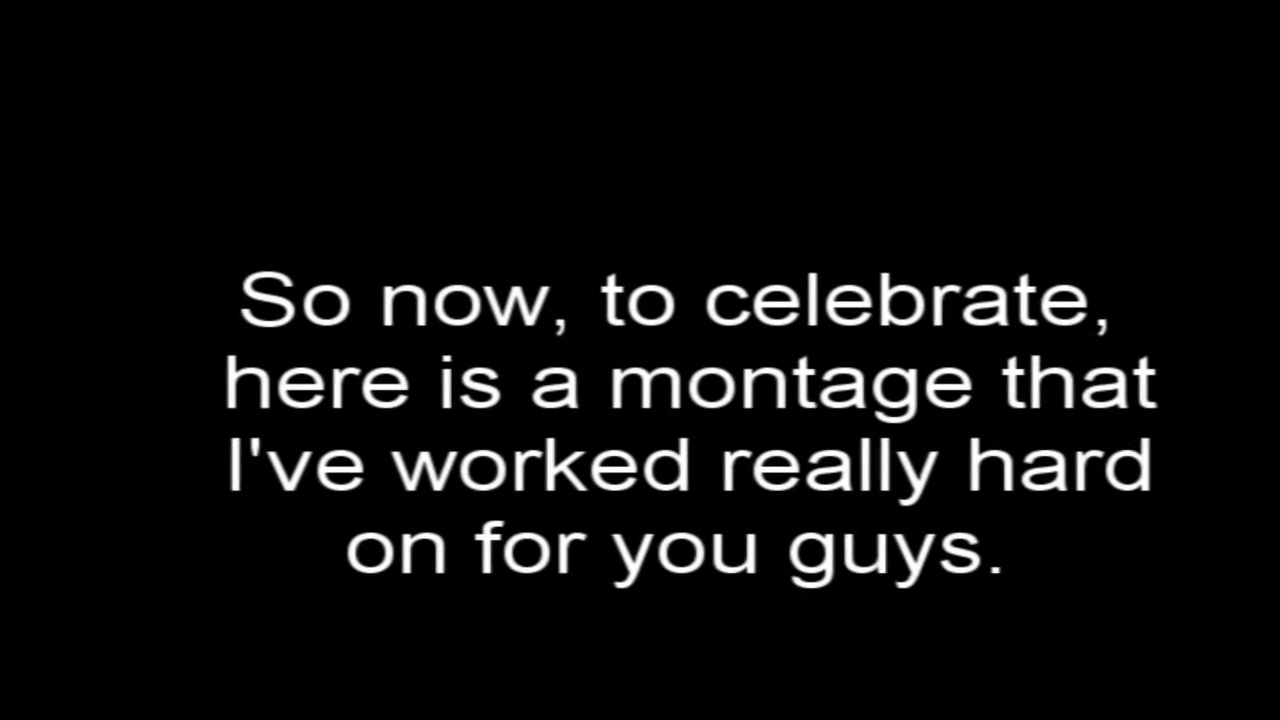 So now, to celebrate,
here is a montage that
I've worked really hard
on for you guys.